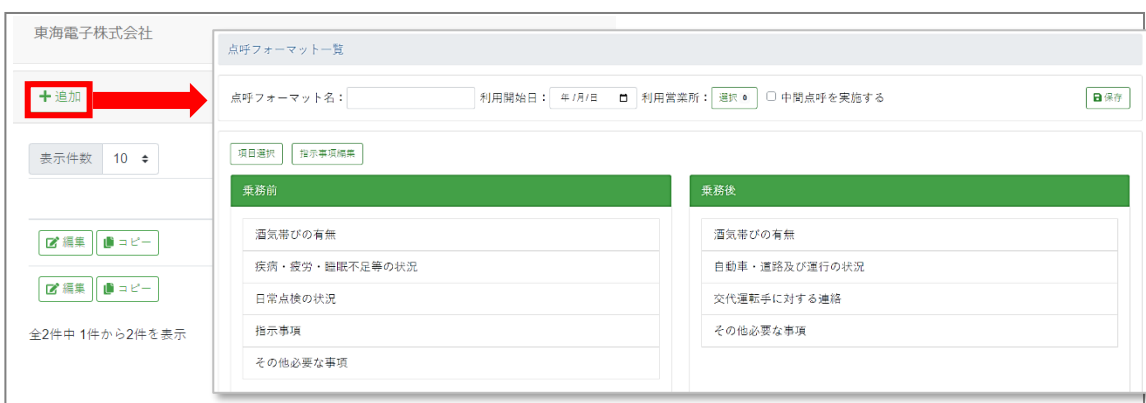 東海電子株式会社
追加
表示件数 10
編集 コピー
編集 コピー
全2件中 1件から2件を表示
点呼フォーマット一覧
点呼フォーマット名： 利用開始日： 年/月/日 利用営業所： 選択 中間点呼を実施する 保存
項目選択 指示事項編集
乗務前
酒気帯びの有無
疾病・疲労・睡眠不足等の状況
日常点検の状況
指示事項
その他必要な事項
乗務後
酒気帯びの有無
自動車・道路及び運行の状況
交代運転手に対する連絡
その他必要な事項